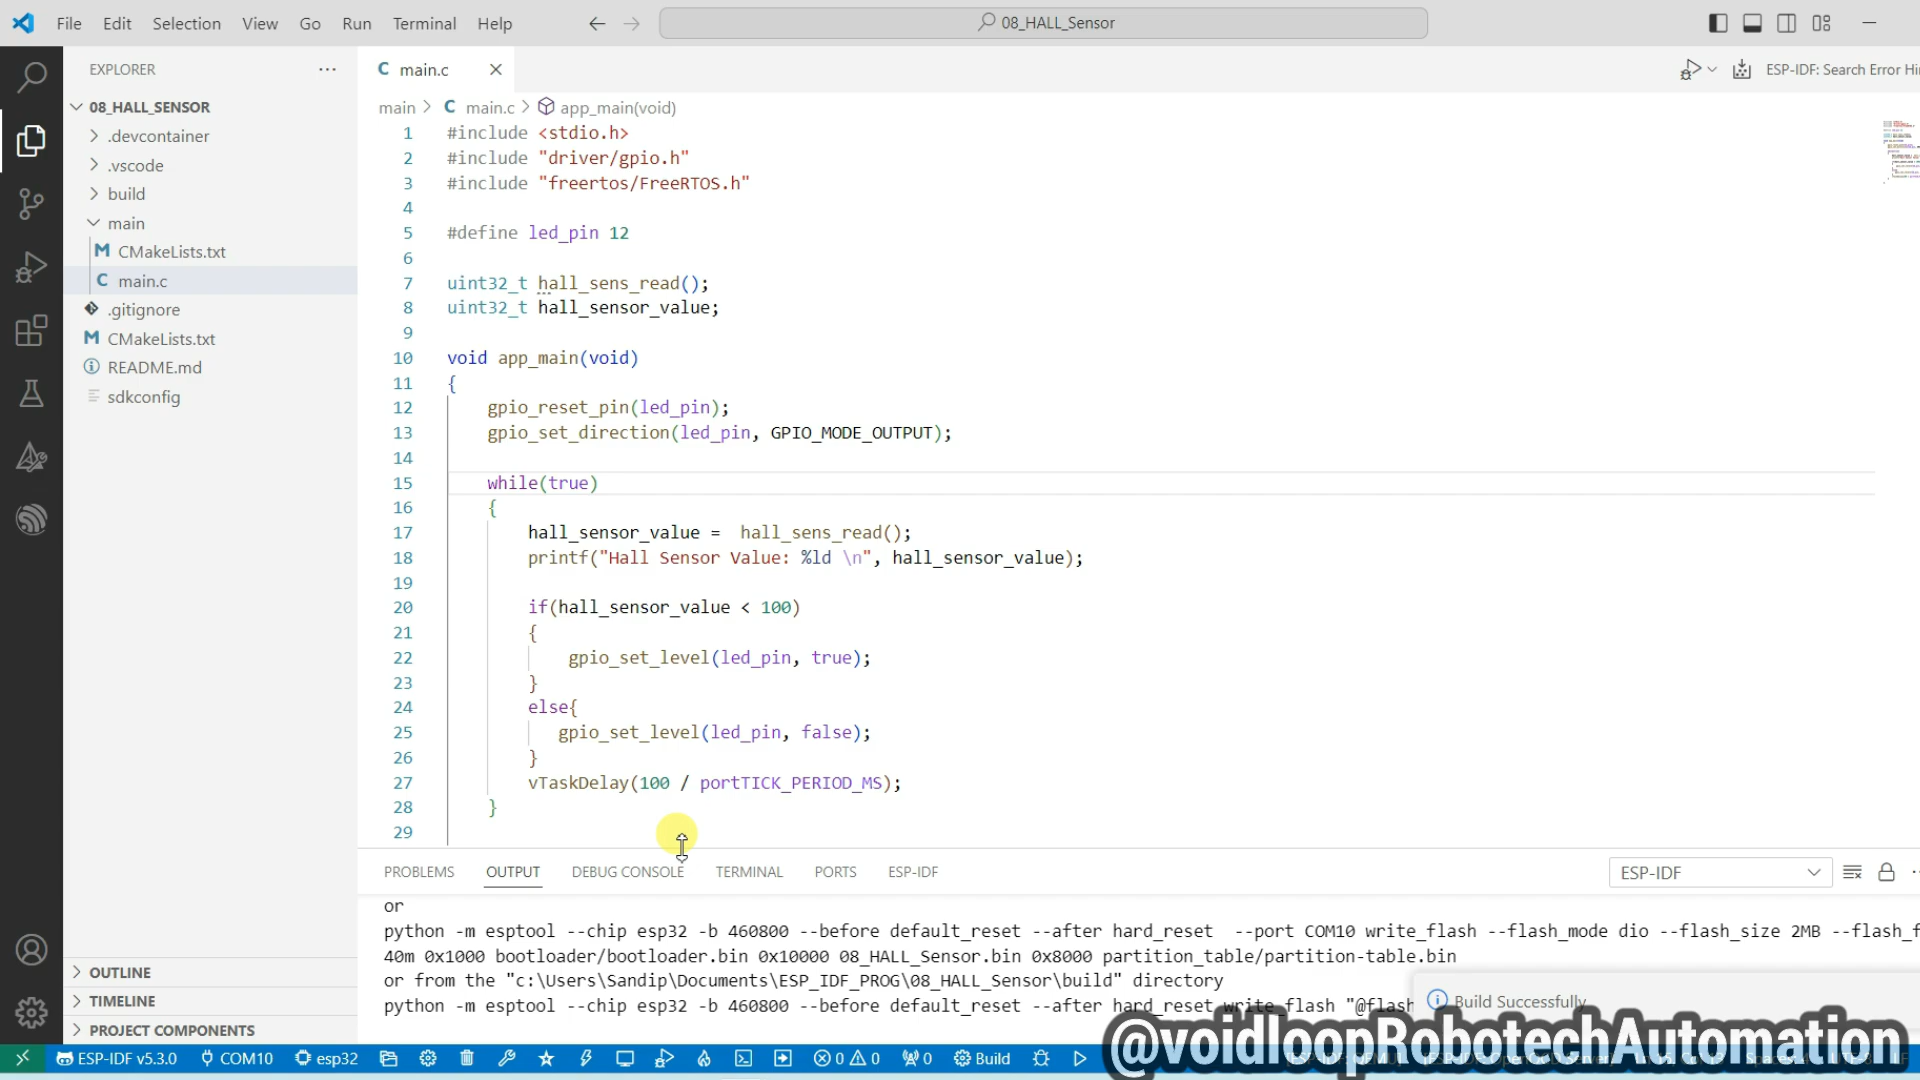 File Edit Selection View Go Run Terminal Help
08_HALL_Sensor
EXPLORER
main.c
ESP-IDF: Search Error Hin
08_HALL_SENSOR
.devcontainer
.vscode
build
main
CMakeLists.txt
main.c
.gitignore
CMakeLists.txt
README.md
sdkconfig
OUTLINE
TIMELINE
PROJECT COMPONENTS
main > C main.c > app_main(void)
1 #include <stdio.h>
2 #include "driver/gpio.h"
3 #include "freertos/FreeRTOS.h"
4
5 #define led_pin 12
6
7 uint32_t hall_sens_read();
8 uint32_t hall_sensor_value;
9
10 void app_main(void)
11 {
12 gpio_reset_pin(led_pin);
13 gpio_set_direction(led_pin, GPIO_MODE_OUTPUT);
14
15 while(true)
16 {
17 hall_sensor_value =  hall_sens_read();
18 printf("Hall Sensor Value: %ld \n", hall_sensor_value);
19
20 if(hall_sensor_value < 100)
21 {
22 gpio_set_level(led_pin, true);
23 }
24 else{
25 gpio_set_level(led_pin, false);
26 }
27 vTaskDelay(100 / portTICK_PERIOD_MS);
28 }
29
PROBLEMS OUTPUT DEBUG CONSOLE TERMINAL PORTS ESP-IDF
ESP-IDF
or
python -m esptool --chip esp32 -b 460800 --before default_reset --after hard_reset  --port COM10 write_flash --flash_mode dio --flash_size 2MB --flash_f
40m 0x1000 bootloader/bootloader.bin 0x10000 08_HALL_Sensor.bin 0x8000 partition_table/partition-table.bin
or from the "c:\Users\Sandip\Documents\ESP_IDF_PROG\08_HALL_Sensor\build" directory
python -m esptool --chip esp32 -b 460800 --before default_reset --after hard_reset write_flash "@flash
Build Successfully
@voidloopRobotechAutomation
ESP-IDF v5.3.0 COM10 esp32 0 0 0 Build